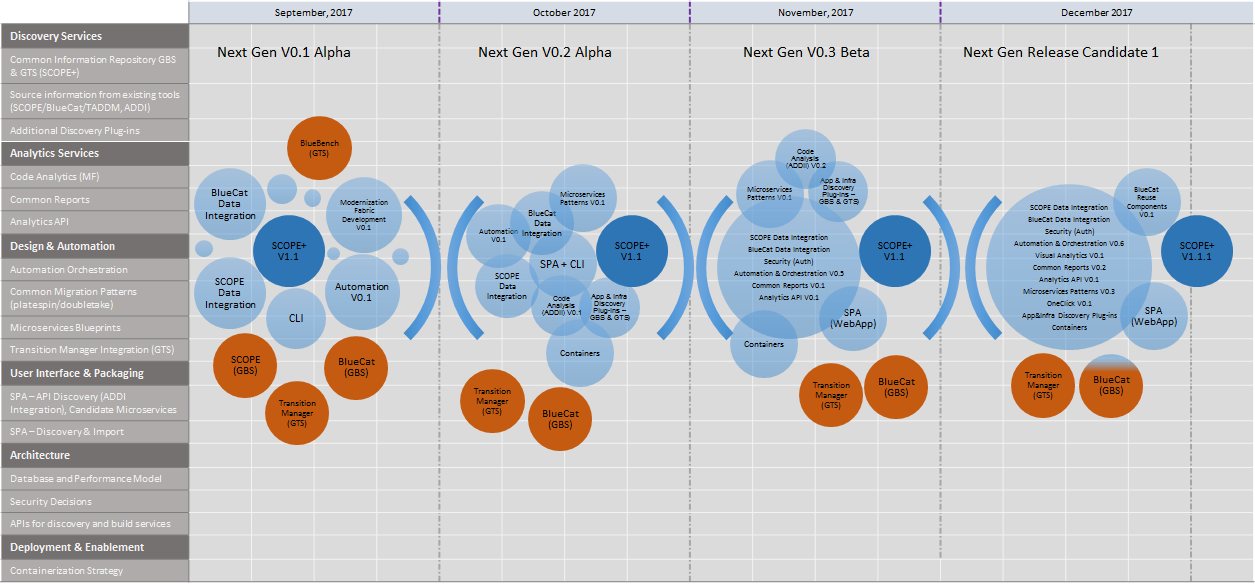 September, 2017
October 2017
November, 2017
December 2017
Discovery Services
Common Information Repository GBS
& GTS (SCOPE+)
Source information from existing tools
(SCOPE/BlueCat/TADDM, ADDI)
Additional Discovery Plug-ins
Analytics Services
Code Analytics (MF)
Common Reports
Analytics API
Design & Automation
Automation Orchestration
Common Migration Patterns
(platespin/doubletake)
Microservices Blueprints
Transition Manager Integration (GTS)
User Interface & Packaging
SPA – API Discovery (ADDI
Integration), Candidate Microservices
SPA – Discovery & Import
Architecture
Database and Performance Model
Security Decisions
APIs for discovery and build services
Deployment & Enablement
Containerization Strategy
Next Gen V0.1 Alpha
BlueBench
(GTS)
BlueCat
Data
Integration
Modernization
Fabric
Development
V0.1
SCOPE+
V1.1
SCOPE
Data
Integration
CLI
Automation
V0.1
SCOPE
(GBS)
BlueCat
(GBS)
Transition
Manager
(GTS)
Next Gen V0.2 Alpha
Microservices
Patterns V0.1
BlueCat
Data
Integration
Automation
V0.1
SCOPE+
V1.1
SPA + CLI
SCOPE
Data
Integration
Code
Analysis
(ADDII) V0.1
App & Infra
Discovery
Plug-Ins –
GBS & GTS)
Containers
Transition
Manager
(GTS)
BlueCat
(GBS)
Next Gen V0.3 Beta
Code
Analysis
(ADDII) V0.2
Microservices
Patterns V0.1
App & Infra
Discovery
Plug-Ins –
GBS & GTS)
SCOPE Data Integration
BlueCat Data Integration
Security (Auth)
Automation & Orchestration V0.5
Common Reports V0.1
Analytics API V0.1
SCOPE+
V1.1
SPA
(WebApp)
Containers
Transition
Manager
(GTS)
BlueCat
(GBS)
Next Gen Release Candidate 1
BlueCat
Reuse
Components
V0.1
SCOPE Data Integration
BlueCat Data Integration
Security (Auth)
Automation & Orchestration V0.6
Visual Analytics V0.1
Common Reports V0.2
Analytics API V0.1
Microservices Patterns V0.3
OneClick V0.1
App&Infra Discovery Plug-ins
Containers
SCOPE+
V1.1.1
SPA
(WebApp)
Transition
Manager
(GTS)
BlueCat
(GBS)